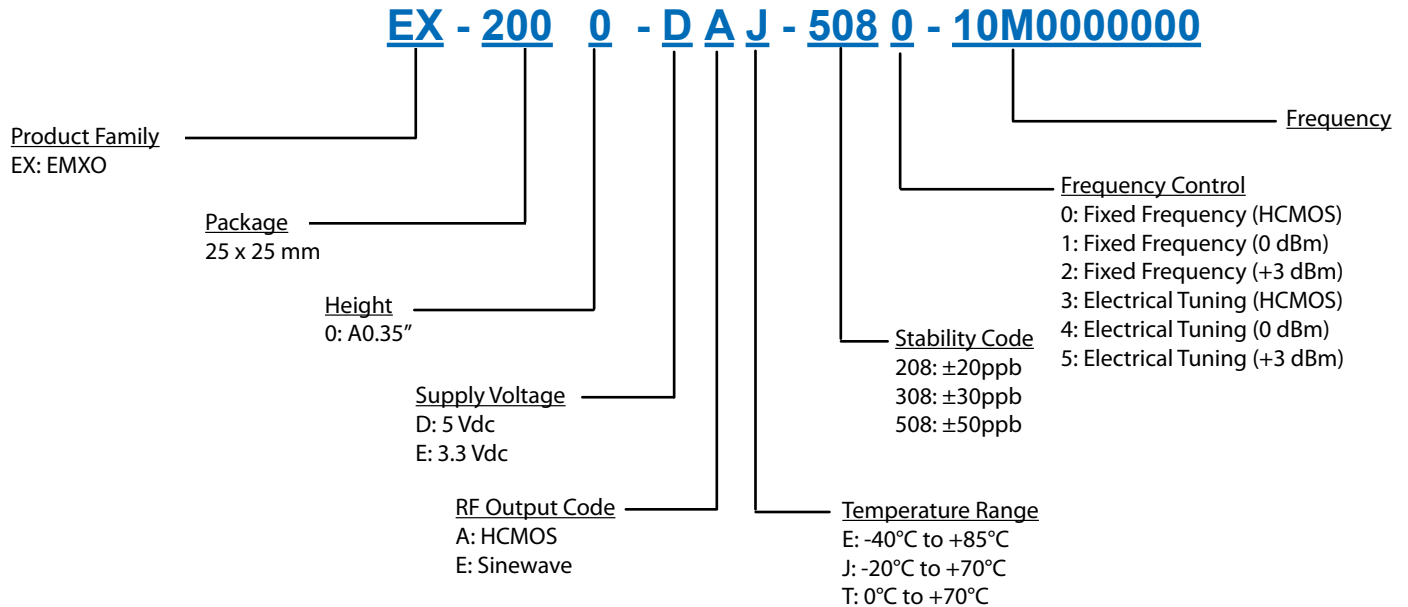 EX - 200 0 - D A J - 508 0 - 10M0000000
Product Family
EX: EMXO
Package
25 x 25 mm
Height
0: A0.35”
Supply Voltage
D: 5 Vdc
E: 3.3 Vdc
RF Output Code
A: HCMOS
E: Sinewave
Temperature Range
E: -40°C to +85°C
J: -20°C to +70°C
T: 0°C to +70°C
Stability Code
208: ±20ppb
308: ±30ppb
508: ±50ppb
Frequency Control
0: Fixed Frequency (HCMOS)
1: Fixed Frequency (0 dBm)
2: Fixed Frequency (+3 dBm)
3: Electrical Tuning (HCMOS)
4: Electrical Tuning (0 dBm)
5: Electrical Tuning (+3 dBm)
Frequency